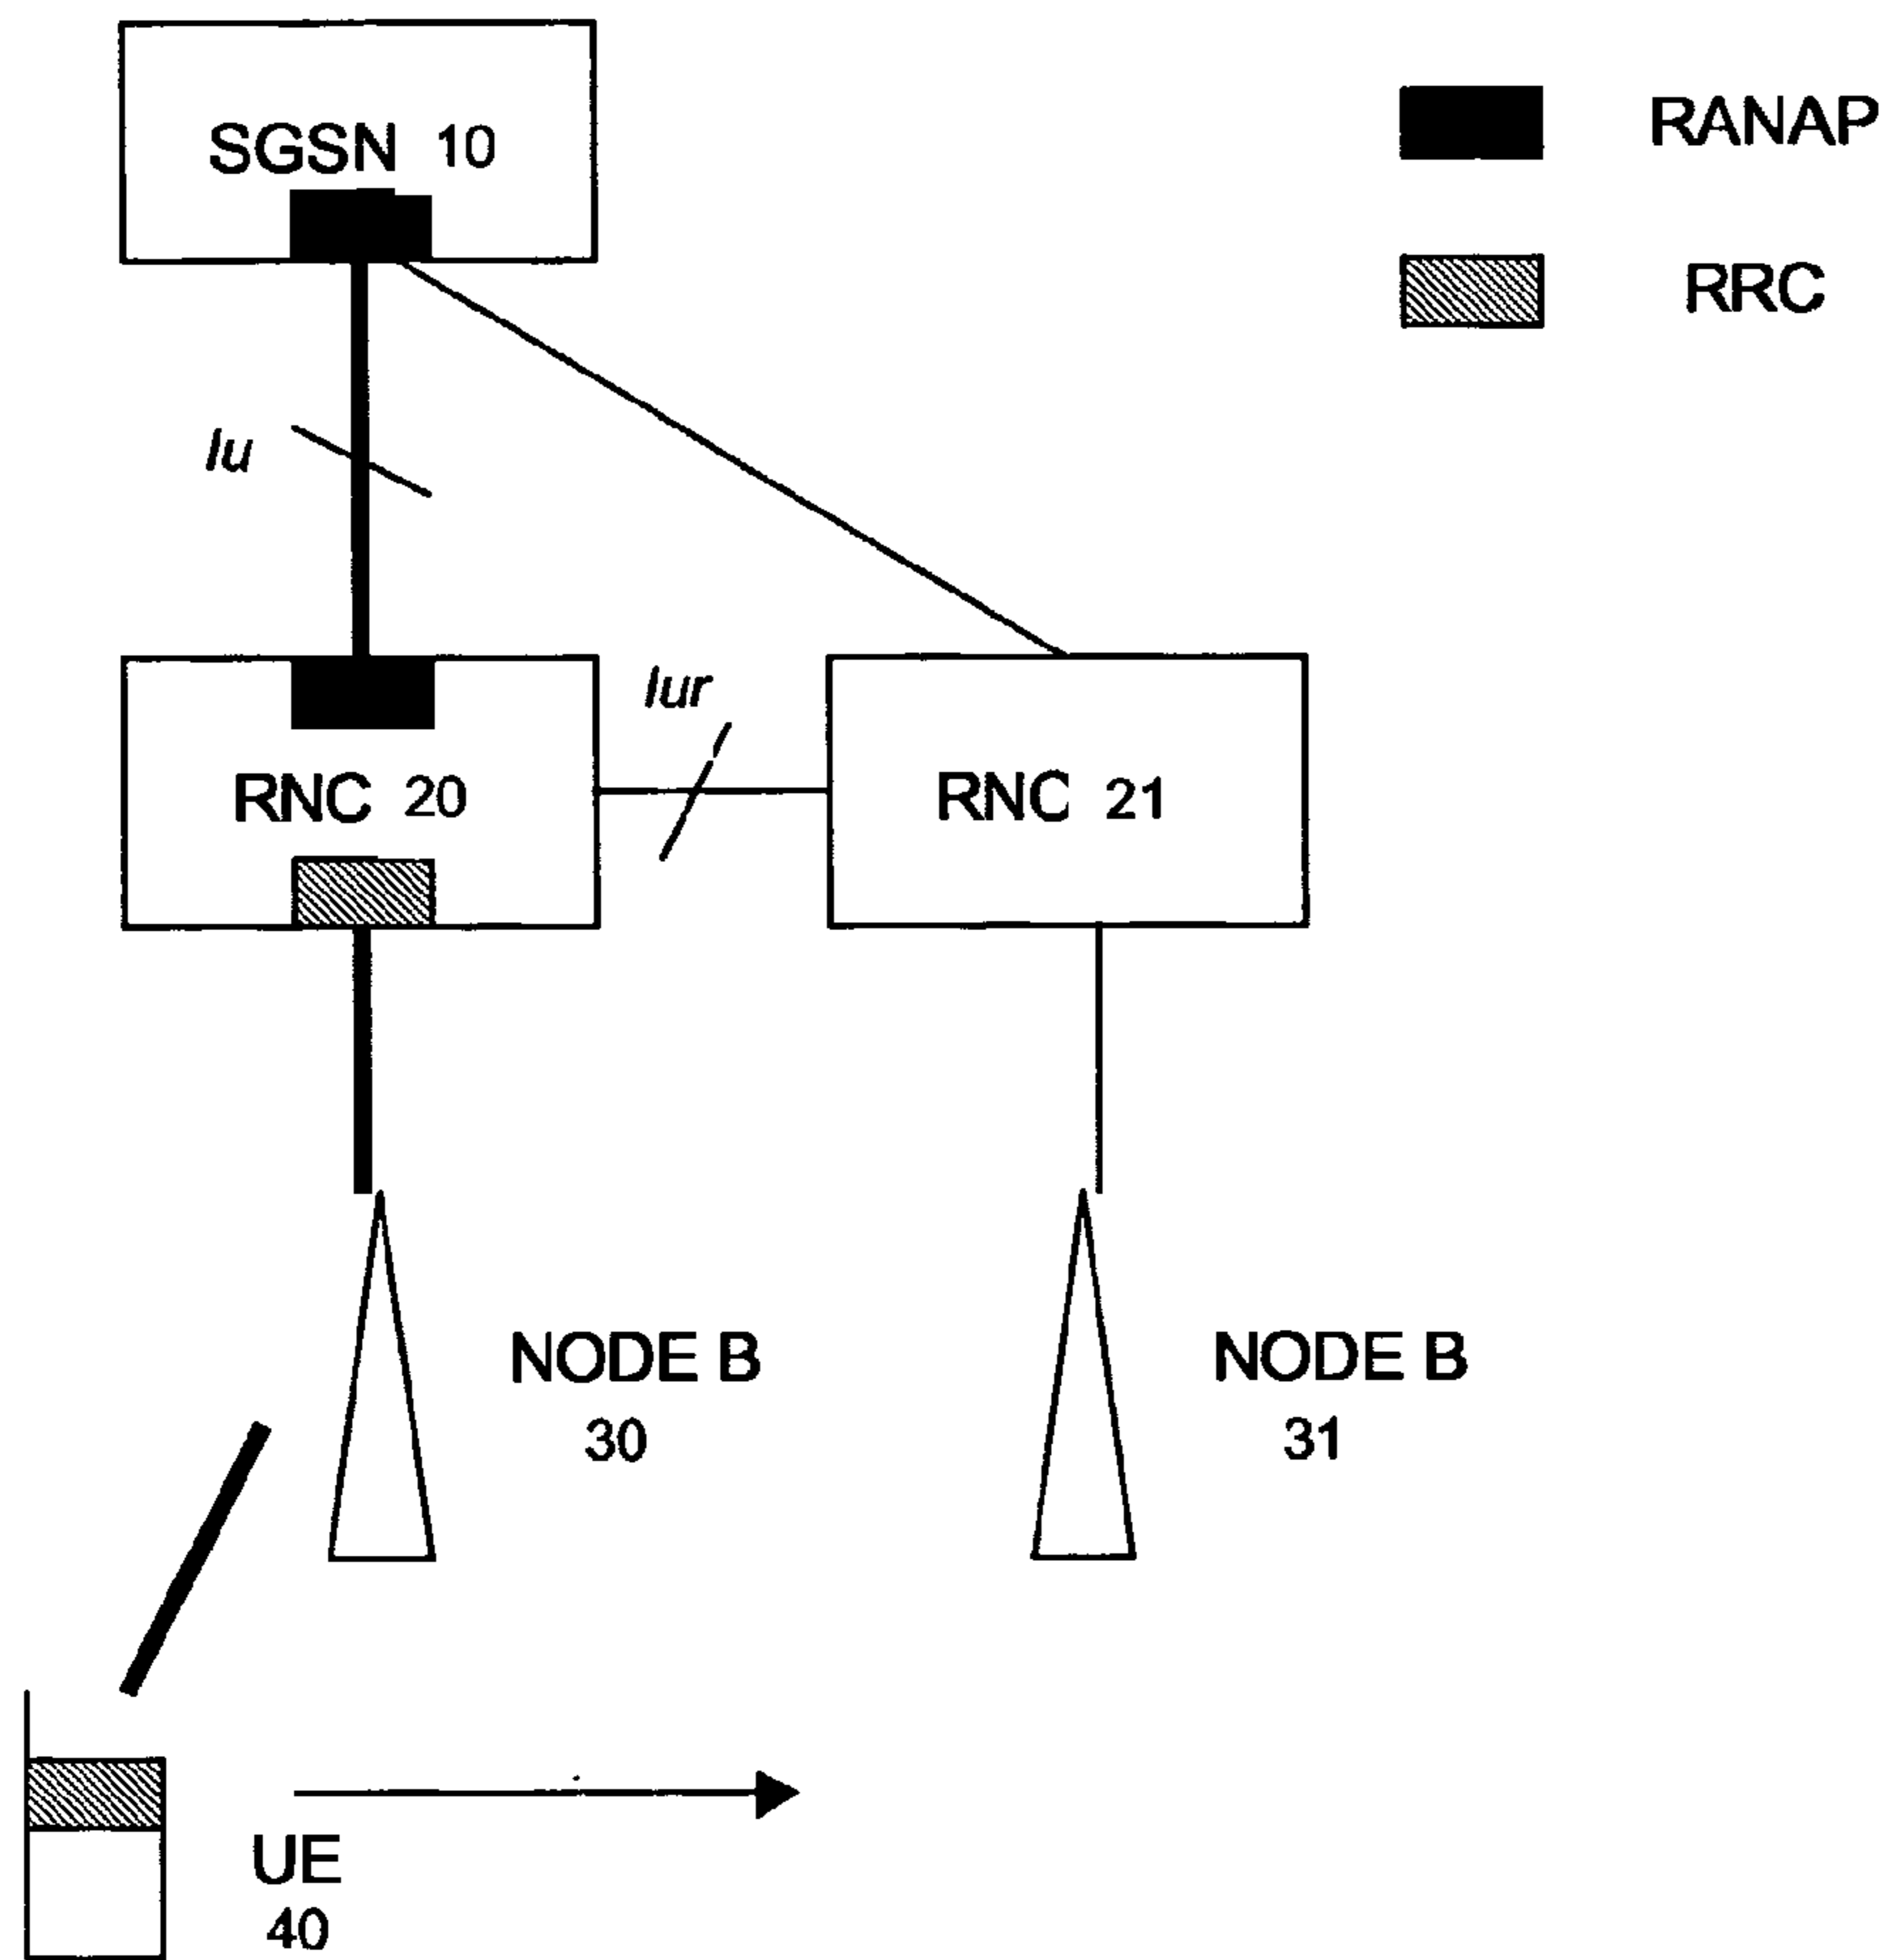 SGSN 10
RANAP
RRC
Iu
Iur
RNC 20
RNC 21
NODE B
30
NODE B
31
UE
40